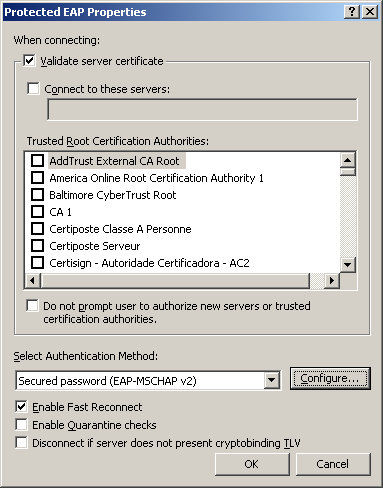 Protected EAP Properties
When connecting:
Validate server certificate
Connect to these servers:
Trusted Root Certification Authorities:
AddTrust External CA Root
America Online Root Certification Authority 1
Baltimore CyberTrust Root
CA 1
Certiposte Classe A Personne
Certiposte Serveur
Certisign - Autoridade Certificadora - AC2
Do not prompt user to authorize new servers or trusted
certification authorities.
Select Authentication Method:
Secured password (EAP-MSCHAP v2) Configure...
Enable Fast Reconnect
Enable Quarantine checks
Disconnect if server does not present cryptobinding TLV
OK Cancel